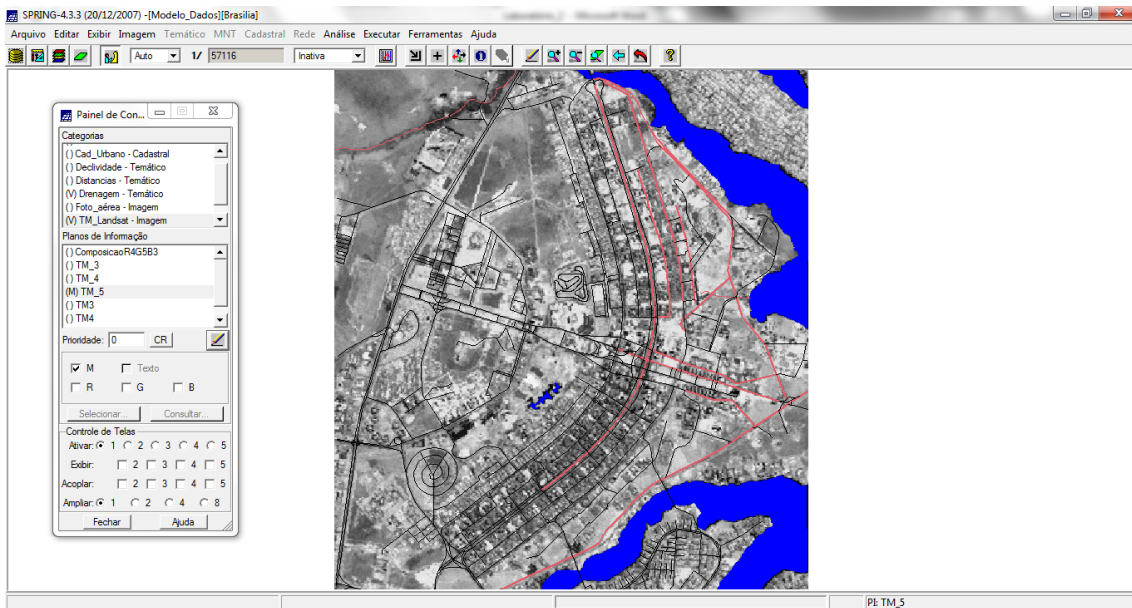 SPRING-4.3.3 (20/12/2007) -[Modelo_Dados][Brasilia]
Arquivo Editar Exibir Imagem Temático MNT Cadastral Rede Análise Executar Ferramentas Ajuda
Auto 1/ 57116 Inativa
Painel de Con...
Categorias
() Cad_Urbano - Cadastral
() Declividade - Temático
() Distancias - Temático
(V) Drenagem - Temático
() Foto_aérea - Imagem
(V) TM_Landsat - Imagem
Planos de Informação
() ComposicaoR4G5B3
() TM_3
() TM_4
(M) TM_5
() TM3
() TM4
Prioridade: 0 CR
M Texto
R G B
Selecionar... Consultar...
Controle de Telas
Ativar: 1 2 3 4 5
Exibir: 2 3 4 5
Acoplar: 2 3 4 5
Ampliar: 1 2 4 8
Fechar Ajuda
PI: TM_5